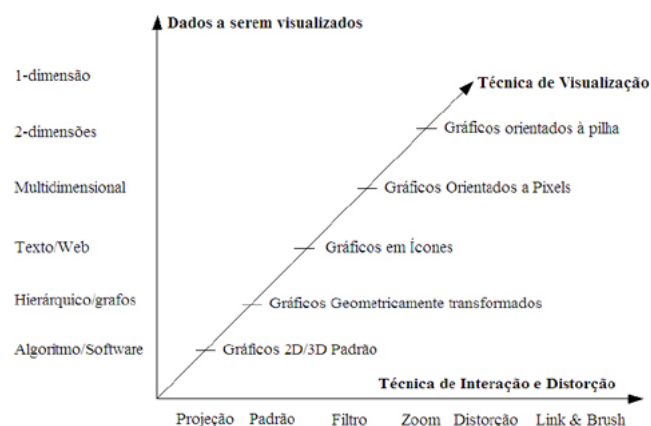 Dados a serem visualizados
1-dimensão
Técnica de Visualização
2-dimensões
Gráficos orientados à pilha
Multidimensional
Gráficos Orientados a Pixels
Texto/Web
Gráficos em Ícones
Hierárquico/grafos
Gráficos Geometricamente transformados
Algoritmo/Software
Gráficos 2D/3D Padrão
Técnica de Interação e Distorção
Projeção Padrão Filtro Zoom Distorção Link & Brush